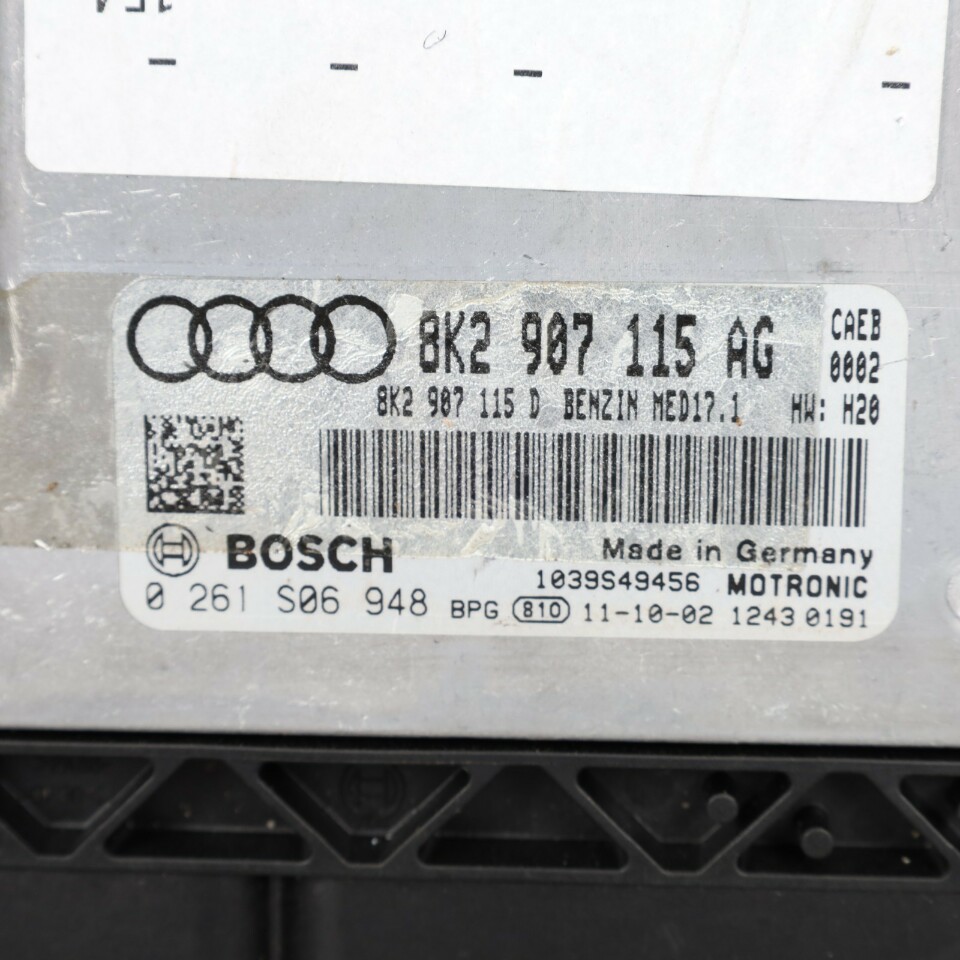 8K2 907 115 AG
CAEB
0002
8K2 907 115 D BENZIN MED17.1 HW: H20
BOSCH
Made in Germany
1039S49456 MOTRONIC
0 261 S06 948 BPG 810 11-10-02 1243 0191